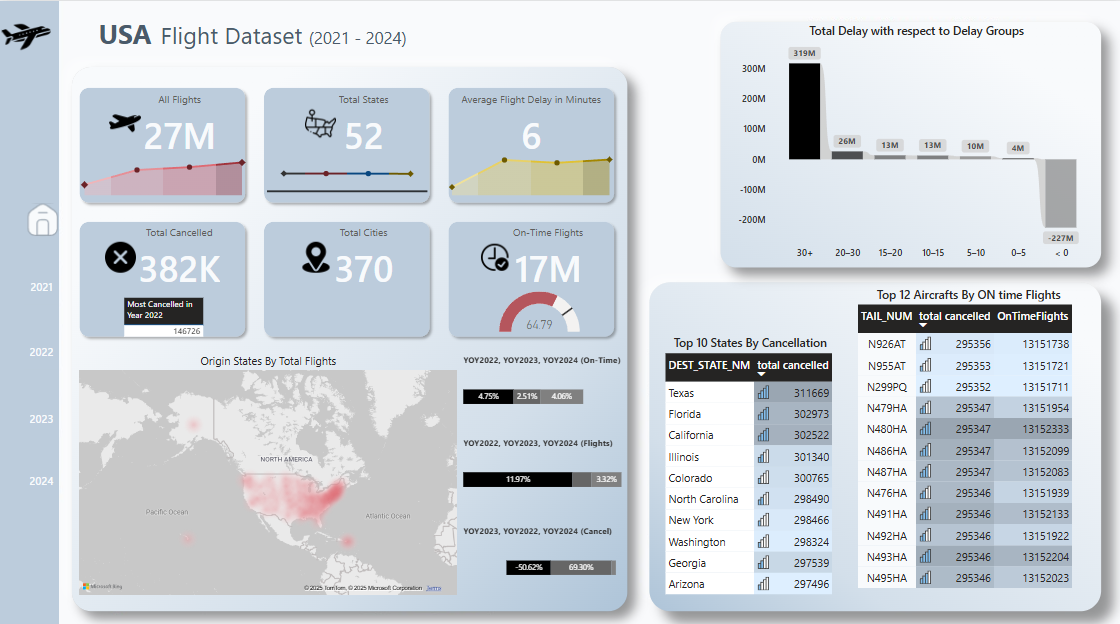 USA Flight Dataset (2021 - 2024)
2021
2022
2023
2024
All Flights
27M
Total States
52
Average Flight Delay in Minutes
6
Total Cancelled
382K
Most Cancelled in
Year 2022
146726
Total Cities
370
On-Time Flights
17M
64.79
Origin States By Total Flights
NORTH AMERICA
Pacific Ocean
Atlantic Ocean
Microsoft Bing
© 2025 TomTom, © 2025 Microsoft Corporation Terms
YOY2022, YOY2023, YOY2024 (On-Time)
4.75% 2.51% 4.06%
YOY2022, YOY2023, YOY2024 (Flights)
11.97% 3.32%
YOY2023, YOY2022, YOY2024 (Cancel)
-50.62% 69.30%
Total Delay with respect to Delay Groups
300M
200M
100M
0M
-100M
-200M
319M
26M
13M
13M
10M
4M
-227M
30+ 20–30 15–20 10–15 5–10 0–5 < 0
Top 10 States By Cancellation
DEST_STATE_NM total cancelled
Texas 311669
Florida 302973
California 302522
Illinois 301340
Colorado 300765
North Carolina 298490
New York 298466
Washington 298324
Georgia 297539
Arizona 297496
Top 12 Aircrafts By ON time Flights
TAIL_NUM total cancelled OnTimeFlights
N926AT 295356 13151738
N955AT 295353 13151721
N299PQ 295352 13151711
N479HA 295347 13151954
N480HA 295347 13152333
N486HA 295347 13152099
N487HA 295347 13152083
N476HA 295346 13151939
N491HA 295346 13152133
N492HA 295346 13151922
N493HA 295346 13152204
N495HA 295346 13152023